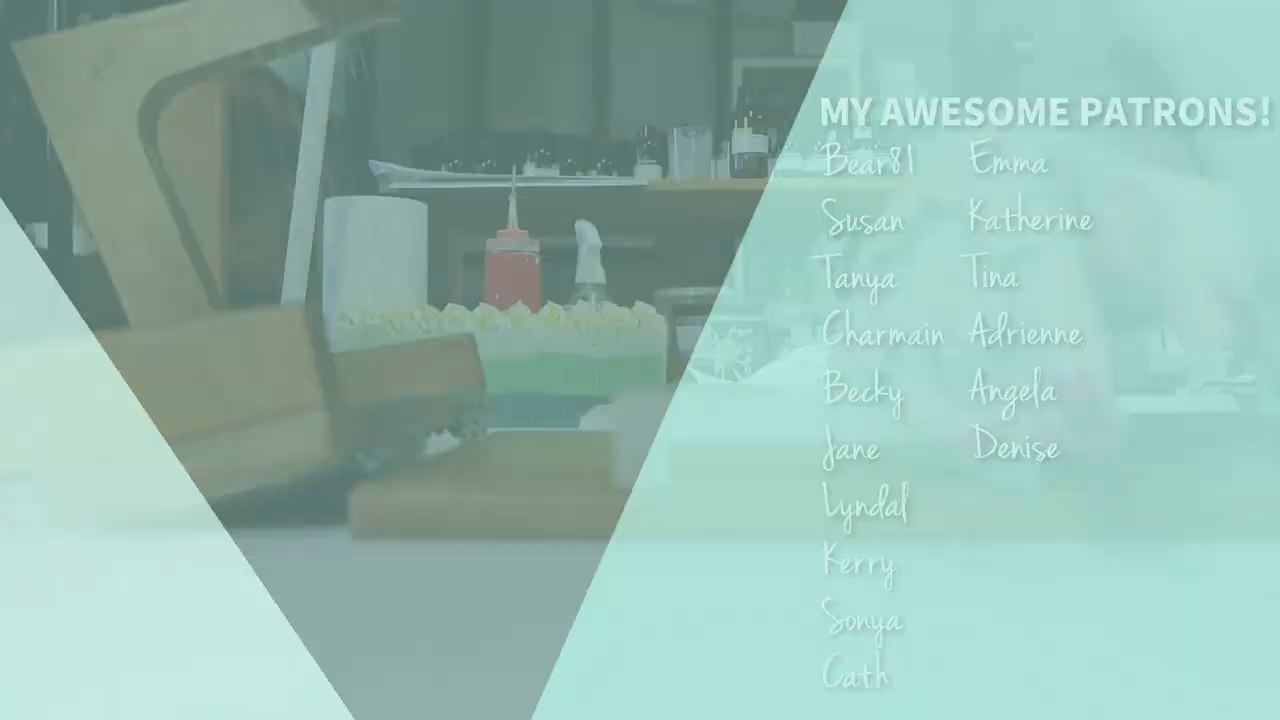 MY AWESOME PATRONS!
Bear81
Susan
Tanya
Charmain
Becky
Jane
Lyndal
Kerry
Sonya
Cath
Emma
Katherine
Tina
Adrienne
Angela
Denise